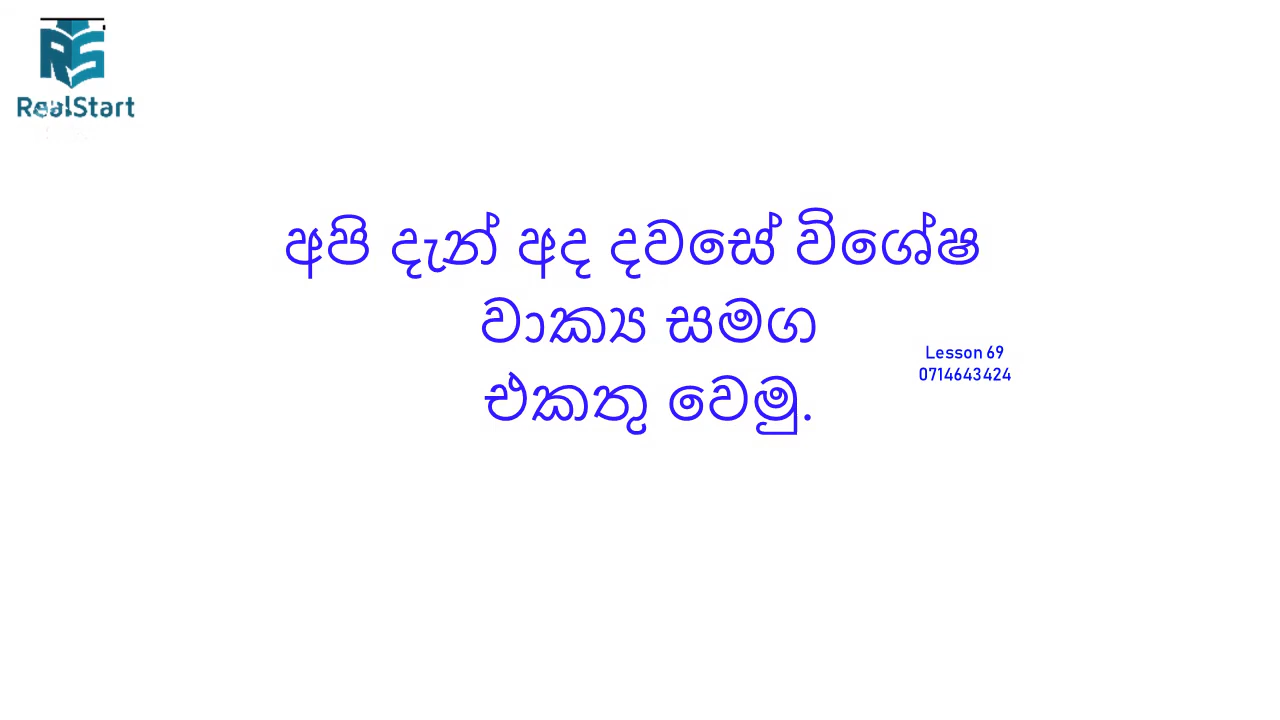 RealStart
අපි දැන් අද දවසේ විශේෂ
වාක්‍ය සමග
Lesson 69
0714643424
එකතු වෙමු.